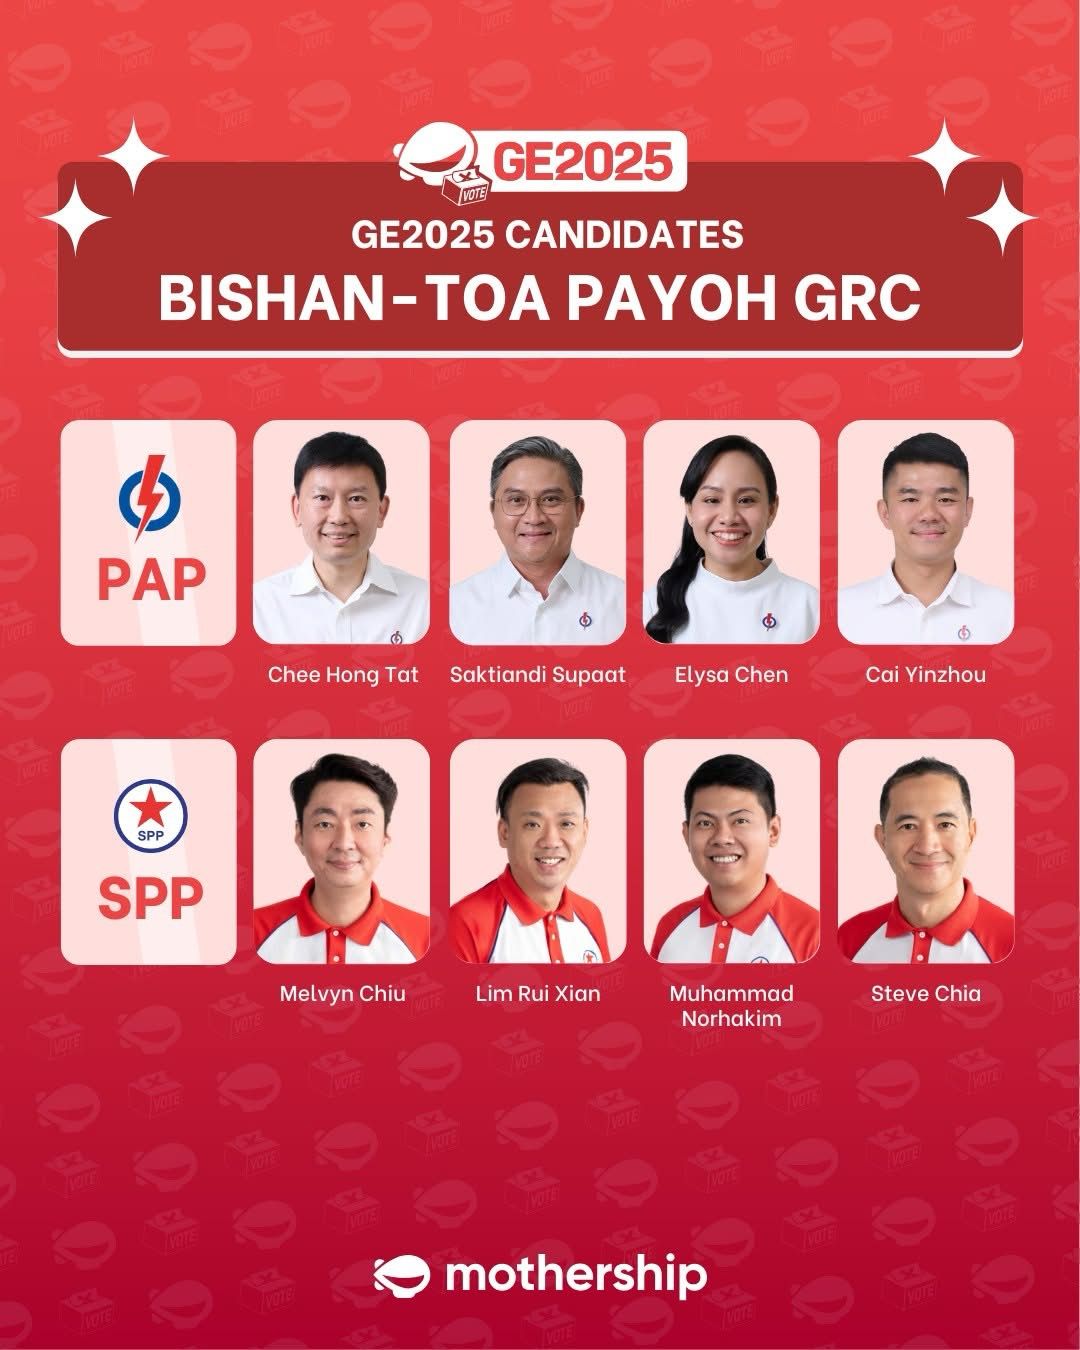 GE2025
VOTE
GE2025 CANDIDATES
BISHAN-TOA PAYOH GRC
PAP
Chee Hong Tat
Saktiandi Supaat
Elysa Chen
Cai Yinzhou
SPP
SPP
Melvyn Chiu
Lim Rui Xian
Muhammad
Norhakim
Steve Chia
mothership